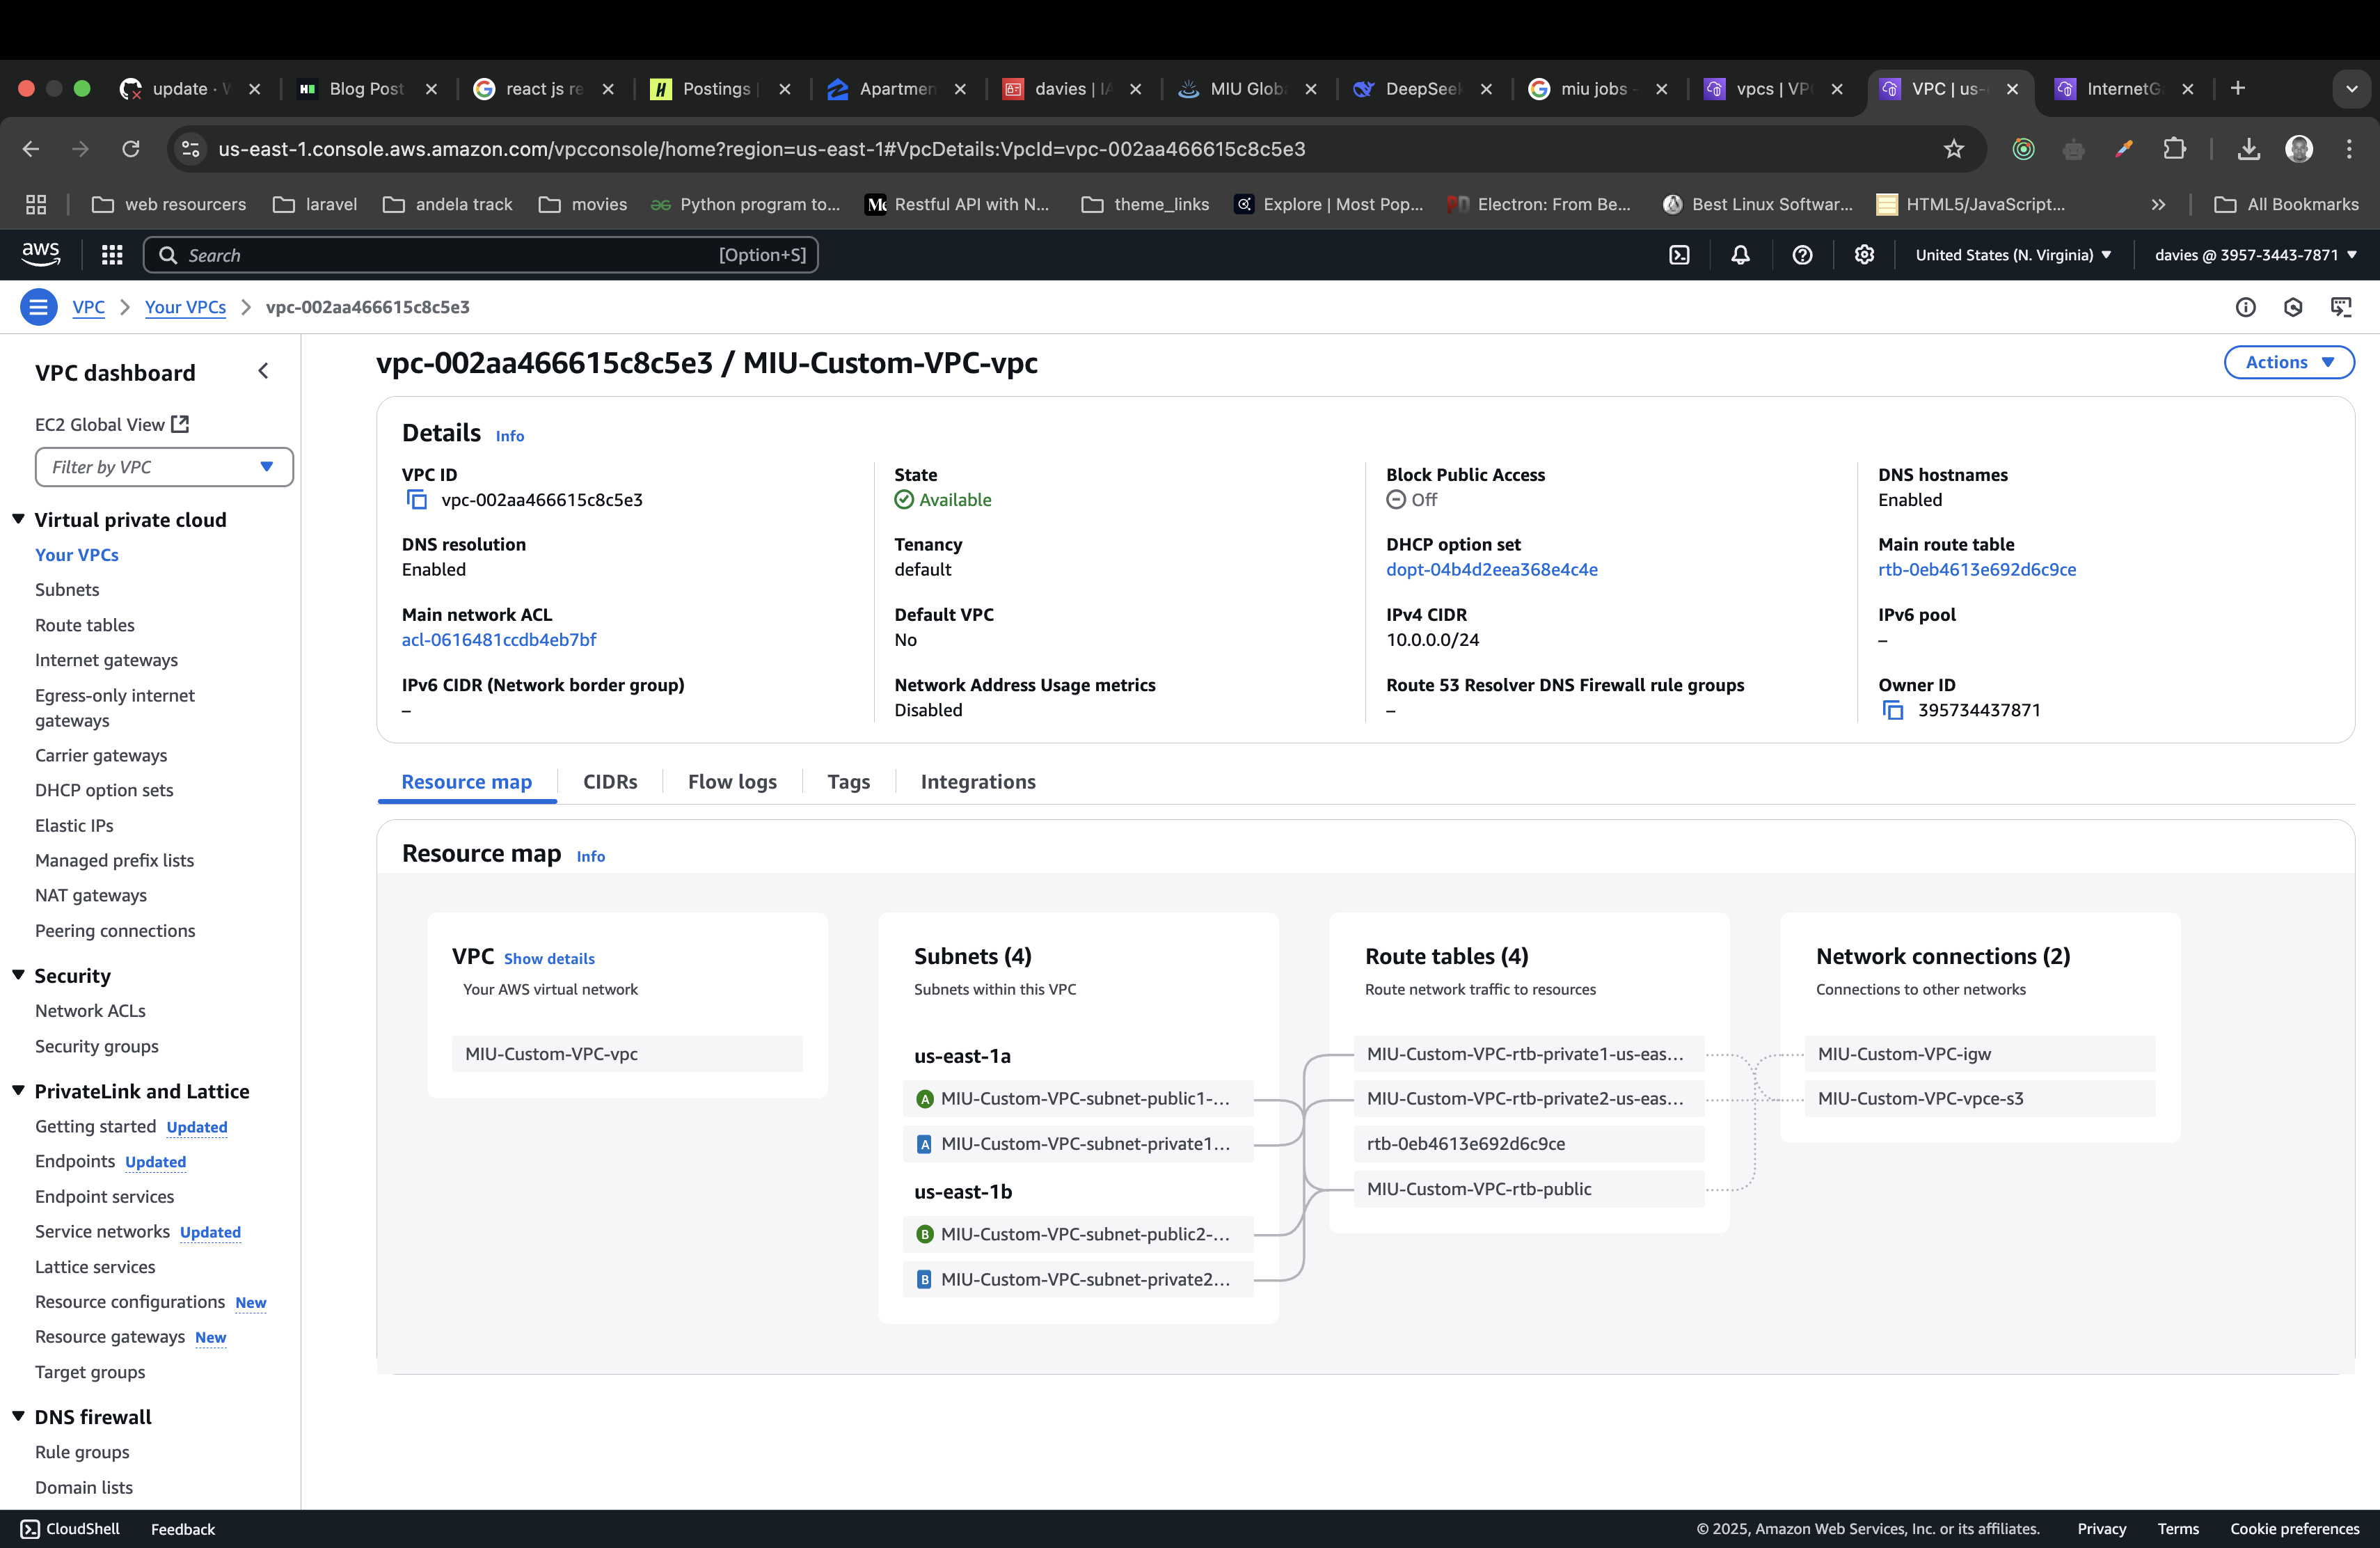 update · W
Blog Post
react js re
Postings |
Apartmen
davies | IA
MIU Globa
DeepSeek
miu jobs -
vpcs | VPC
VPC | us-
InternetG
us-east-1.console.aws.amazon.com/vpcconsole/home?region=us-east-1#VpcDetails:VpcId=vpc-002aa466615c8c5e3
web resourcers
laravel
andela track
movies
Python program to...
Restful API with N...
theme_links
Explore | Most Pop...
Electron: From Be...
Best Linux Softwar...
HTML5/JavaScript...
All Bookmarks
aws
Search
[Option+S]
United States (N. Virginia)
davies @ 3957-3443-7871
VPC
Your VPCs
vpc-002aa466615c8c5e3
VPC dashboard
EC2 Global View
Filter by VPC
Virtual private cloud
Your VPCs
Subnets
Route tables
Internet gateways
Egress-only internet
gateways
Carrier gateways
DHCP option sets
Elastic IPs
Managed prefix lists
NAT gateways
Peering connections
Security
Network ACLs
Security groups
PrivateLink and Lattice
Getting started Updated
Endpoints Updated
Endpoint services
Service networks Updated
Lattice services
Resource configurations New
Resource gateways New
Target groups
DNS firewall
Rule groups
Domain lists
vpc-002aa466615c8c5e3 / MIU-Custom-VPC-vpc
Actions
Details Info
VPC ID
vpc-002aa466615c8c5e3
State
Available
Block Public Access
Off
DNS hostnames
Enabled
DNS resolution
Enabled
Tenancy
default
DHCP option set
dopt-04b4d2eea368e4c4e
Main route table
rtb-0eb4613e692d6c9ce
Main network ACL
acl-0616481ccdb4eb7bf
Default VPC
No
IPv4 CIDR
10.0.0.0/24
IPv6 pool
–
IPv6 CIDR (Network border group)
–
Network Address Usage metrics
Disabled
Route 53 Resolver DNS Firewall rule groups
–
Owner ID
395734437871
Resource map
CIDRs
Flow logs
Tags
Integrations
Resource map Info
VPC Show details
Your AWS virtual network
MIU-Custom-VPC-vpc
Subnets (4)
Subnets within this VPC
us-east-1a
A MIU-Custom-VPC-subnet-public1-...
A MIU-Custom-VPC-subnet-private1...
us-east-1b
B MIU-Custom-VPC-subnet-public2-...
B MIU-Custom-VPC-subnet-private2...
Route tables (4)
Route network traffic to resources
MIU-Custom-VPC-rtb-private1-us-eas...
MIU-Custom-VPC-rtb-private2-us-eas...
rtb-0eb4613e692d6c9ce
MIU-Custom-VPC-rtb-public
Network connections (2)
Connections to other networks
MIU-Custom-VPC-igw
MIU-Custom-VPC-vpce-s3
CloudShell
Feedback
© 2025, Amazon Web Services, Inc. or its affiliates.
Privacy
Terms
Cookie preferences